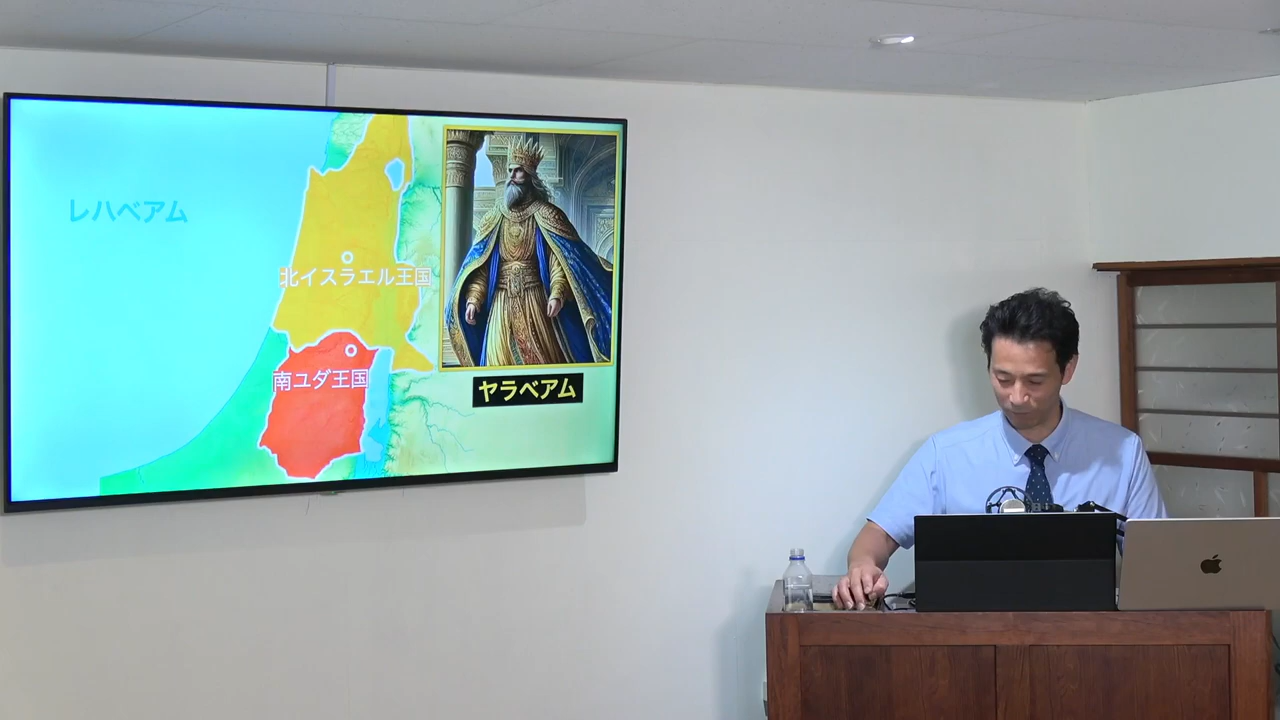 レハベアム
北イスラエル王国
南ユダ王国
ヤラベアム